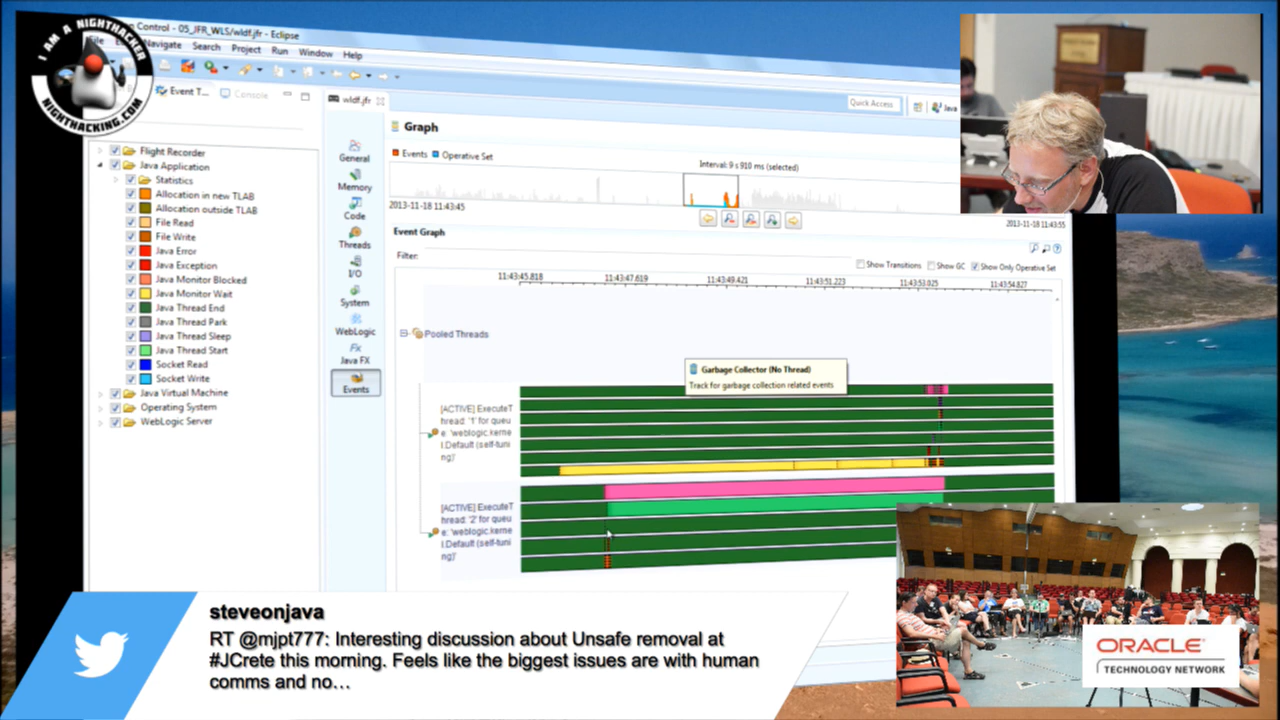 I AM A NIGHTHACKER
NIGHTHACKING.COM
Control - 05_JFR_WLS/wldf.jfr - Eclipse
File
Navigate Search Project Run Window Help
Event T...
Console
wldf.jfr
Quick Access
Java
Flight Recorder
Java Application
Statistics
Allocation in new TLAB
Allocation outside TLAB
File Read
File Write
Java Error
Java Exception
Java Monitor Blocked
Java Monitor Wait
Java Thread End
Java Thread Park
Java Thread Sleep
Java Thread Start
Socket Read
Socket Write
Java Virtual Machine
Operating System
WebLogic Server
General
Memory
Code
Threads
I/O
System
WebLogic
Fx
Java FX
Events
Graph
Events Operative Set
Interval: 9 s 910 ms (selected)
2013-11-18 11:43:45
2013-11-18 11:43:55
Event Graph
Filter:
Show Transitions Show GC Show Only Operative Set
11:43:45.818 11:43:47.619 11:43:49.421 11:43:51.223 11:43:53.025 11:43:54.827
Pooled Threads
Garbage Collector (No Thread)
Track for garbage collection related events
[ACTIVE] ExecuteT
hread: '1' for queu
e: 'weblogic.kerne
l.Default (self-tuni
ng)'
[ACTIVE] ExecuteT
hread: '2' for queu
e: 'weblogic.kerne
l.Default (self-tuni
ng)'
steveonjava
RT @mjpt777: Interesting discussion about Unsafe removal at
#JCrete this morning. Feels like the biggest issues are with human
comms and no…
ORACLE
TECHNOLOGY NETWORK